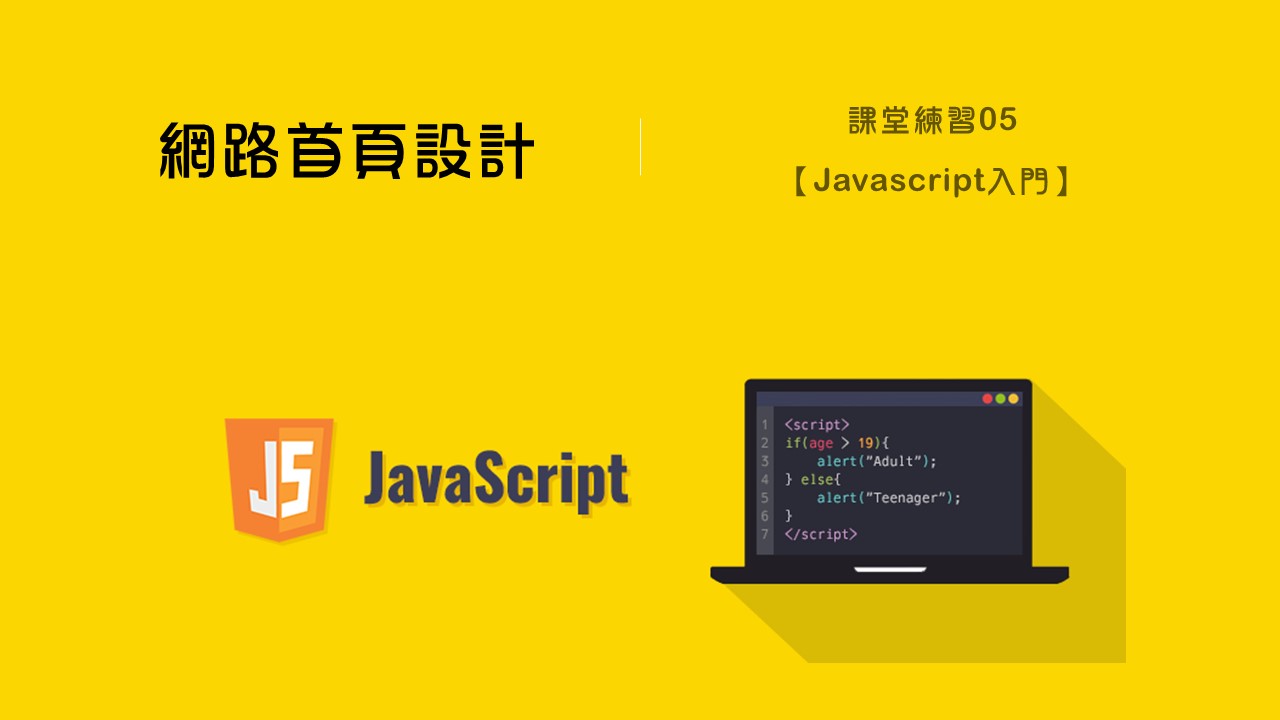 網路首頁設計
課堂練習05
【Javascript入門】
JS
JavaScript
1 <script>
2 if(age > 19){
3 alert("Adult");
4 } else{
5 alert("Teenager");
6 }
7 </script>